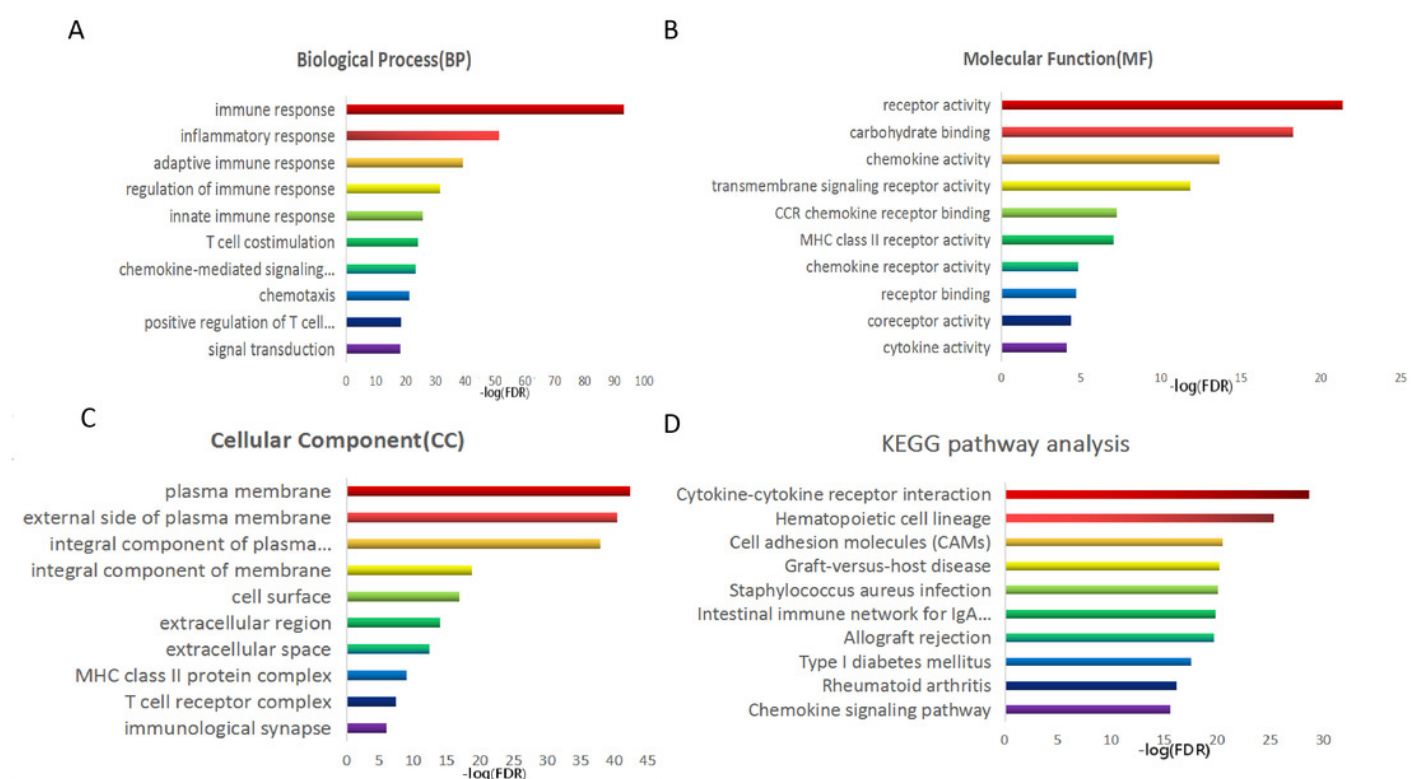 A
Biological Process(BP)
immune response
inflammatory response
adaptive immune response
regulation of immune response
innate immune response
T cell costimulation
chemokine-mediated signaling...
chemotaxis
positive regulation of T cell...
signal transduction
0 10 20 30 40 50 60 70 80 90 100
-log(FDR)
B
Molecular Function(MF)
receptor activity
carbohydrate binding
chemokine activity
transmembrane signaling receptor activity
CCR chemokine receptor binding
MHC class II receptor activity
chemokine receptor activity
receptor binding
coreceptor activity
cytokine activity
0 5 10 15 20 25
-log(FDR)
C
Cellular Component(CC)
plasma membrane
external side of plasma membrane
integral component of plasma...
integral component of membrane
cell surface
extracellular region
extracellular space
MHC class II protein complex
T cell receptor complex
immunological synapse
0 5 10 15 20 25 30 35 40 45
-log(FDR)
D
KEGG pathway analysis
Cytokine-cytokine receptor interaction
Hematopoietic cell lineage
Cell adhesion molecules (CAMs)
Graft-versus-host disease
Staphylococcus aureus infection
Intestinal immune network for IgA...
Allograft rejection
Type I diabetes mellitus
Rheumatoid arthritis
Chemokine signaling pathway
0 5 10 15 20 25 30
-log(FDR)